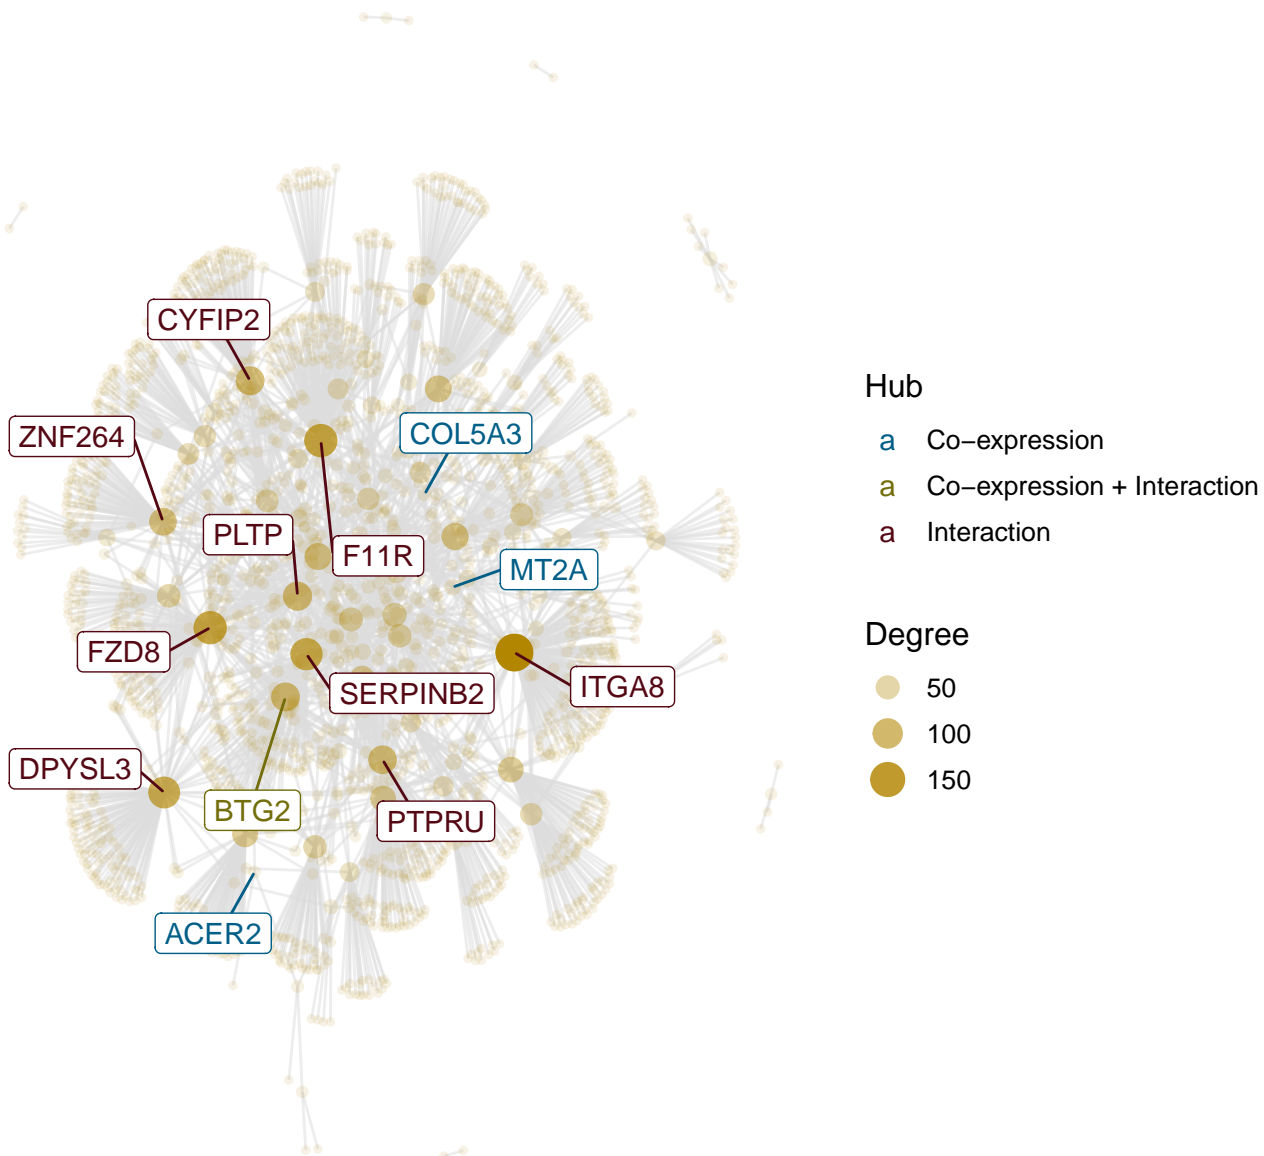 CYFIP2
ZNF264
COL5A3
PLTP
F11R
MT2A
FZD8
SERPINB2
ITGA8
DPYSL3
BTG2
PTPRU
ACER2
Hub
a Co−expression
a Co−expression + Interaction
a Interaction
Degree
50
100
150